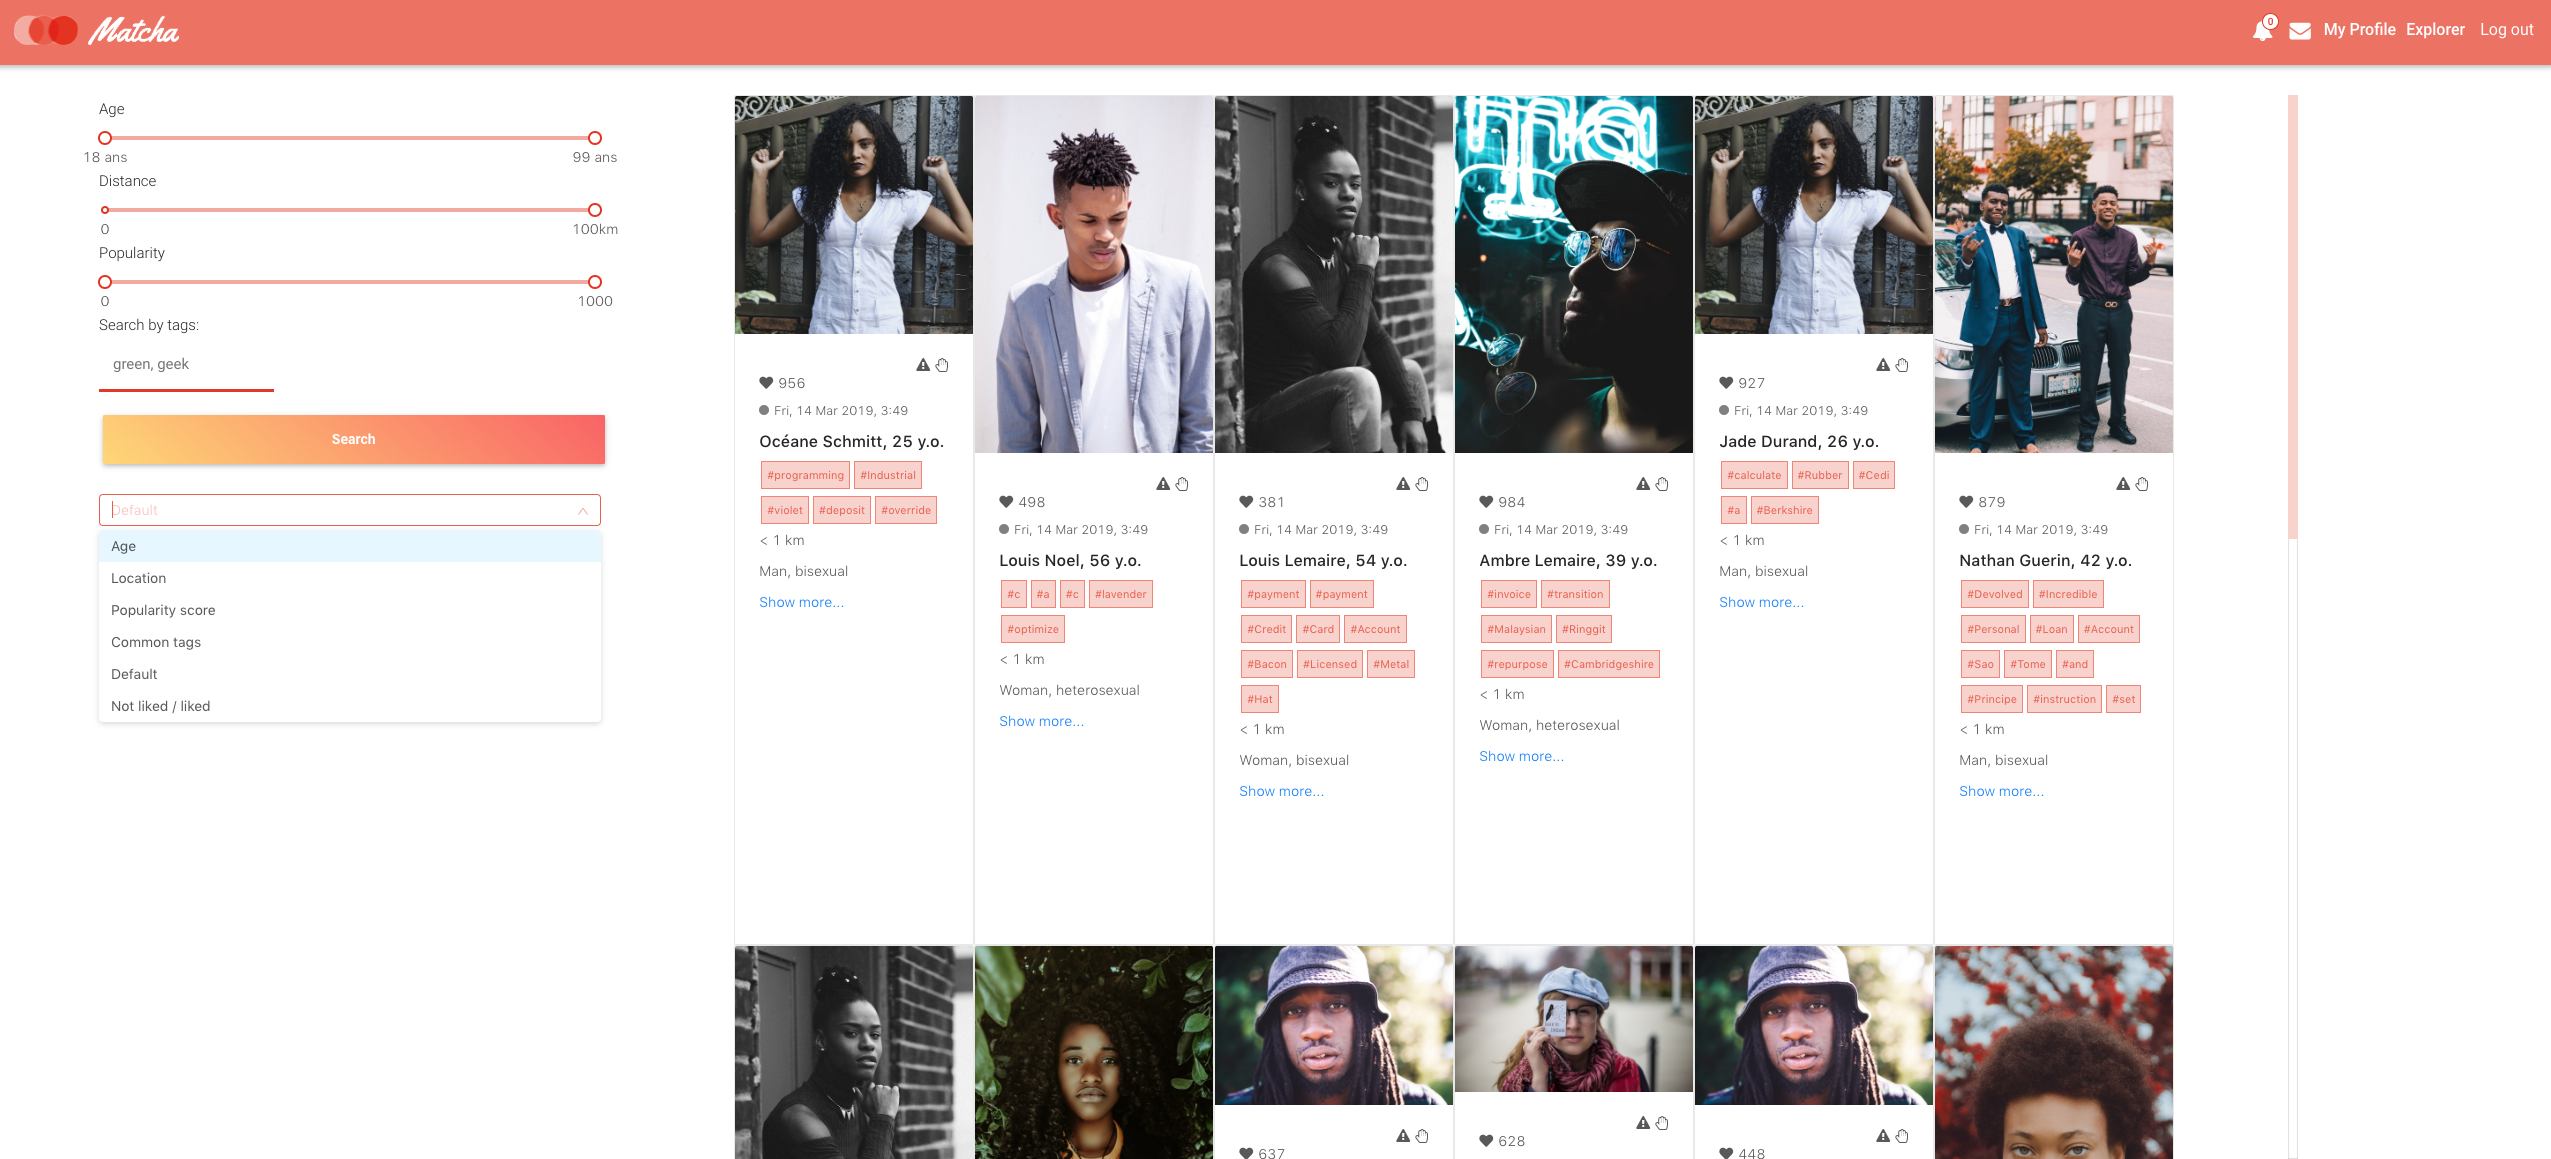 Matcha
0
My Profile Explorer Log out
Age
18 ans 99 ans
Distance
0 100km
Popularity
0 1000
Search by tags:
green, geek
Search
Default
Age
Location
Popularity score
Common tags
Default
Not liked / liked
956
Fri, 14 Mar 2019, 3:49
Océane Schmitt, 25 y.o.
#programming #Industrial
#violet #deposit #override
< 1 km
Man, bisexual
Show more...
498
Fri, 14 Mar 2019, 3:49
Louis Noel, 56 y.o.
#c #a #c #lavender
#optimize
< 1 km
Woman, heterosexual
Show more...
381
Fri, 14 Mar 2019, 3:49
Louis Lemaire, 54 y.o.
#payment #payment
#Credit #Card #Account
#Bacon #Licensed #Metal
#Hat
< 1 km
Woman, bisexual
Show more...
984
Fri, 14 Mar 2019, 3:49
Ambre Lemaire, 39 y.o.
#invoice #transition
#Malaysian #Ringgit
#repurpose #Cambridgeshire
< 1 km
Woman, heterosexual
Show more...
927
Fri, 14 Mar 2019, 3:49
Jade Durand, 26 y.o.
#calculate #Rubber #Cedi
#a #Berkshire
< 1 km
Man, bisexual
Show more...
879
Fri, 14 Mar 2019, 3:49
Nathan Guerin, 42 y.o.
#Devolved #Incredible
#Personal #Loan #Account
#Sao #Tome #and
#Principe #instruction #set
< 1 km
Man, bisexual
Show more...
637
628
448